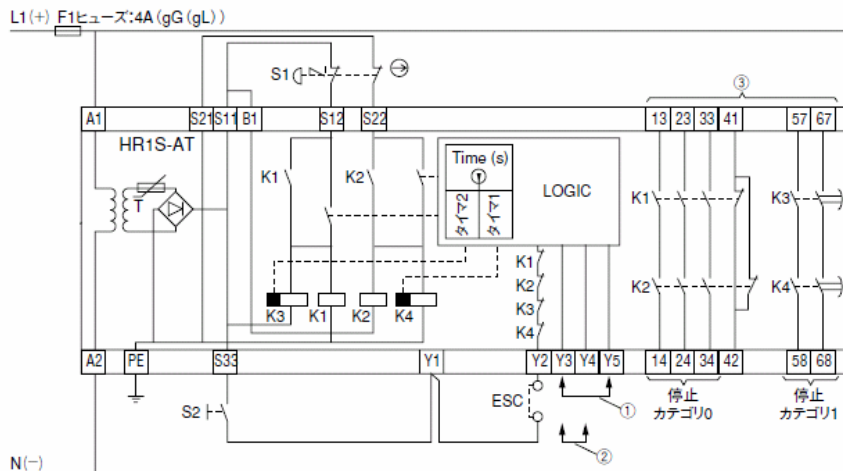 L1(+) F1ヒューズ:4A(gG(gL))
S1
③
A1 S21 S11 B1 S12 S22 13 23 33 41 57 67
HR1S-AT
Time (s)
LOGIC
タイマ2 タイマ1
T
K1 K2 K1 K3
K1
K2
K3
K4
K2 K4
K3 K1 K2 K4
A2 PE S33 Y1 Y2 Y3 Y4 Y5 14 24 34 42 58 68
S2
ESC
①
②
停止
カテゴリ0
停止
カテゴリ1
N(−)